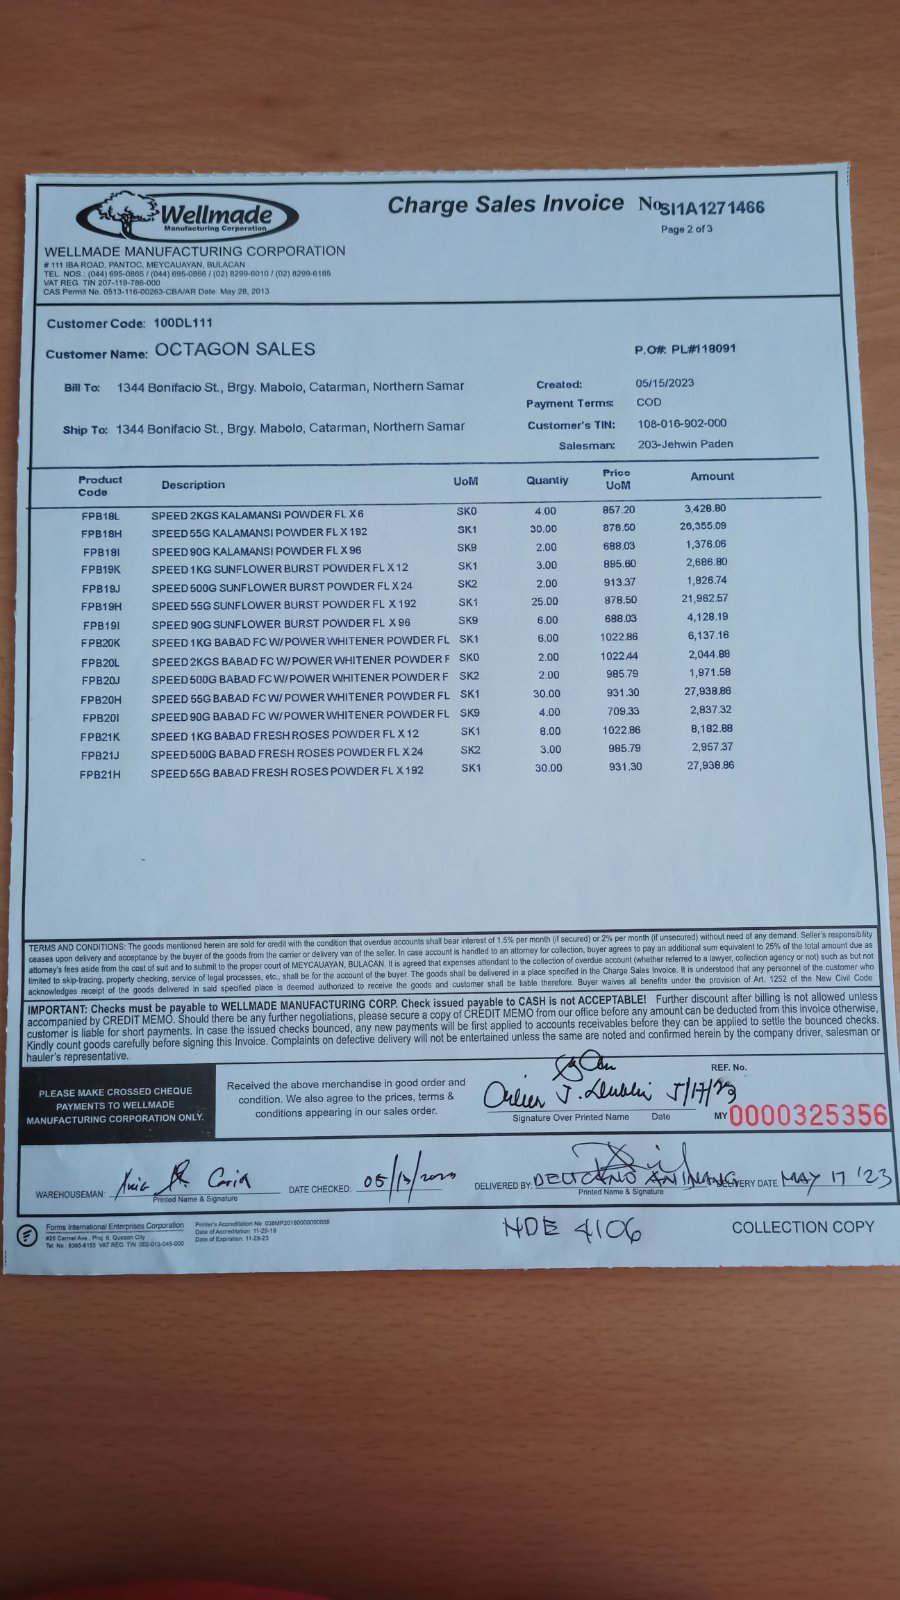 Wellmade
Manufacturing Corporation
Charge Sales Invoice No. SI1A1271466
Page 2 of 3
WELLMADE MANUFACTURING CORPORATION
# 111 IBA ROAD, PANTOC, MEYCAUAYAN, BULACAN
TEL. NOS.: (044) 695-0865 / (044) 695-0866 / (02) 8299-6010 / (02) 8299-6185
VAT REG. TIN 207-119-786-000
CAS Permit No. 0513-116-00263-CBA/AR Date: May 28, 2013
Customer Code: 100DL111
Customer Name: OCTAGON SALES
P.O#: PL#118091
Bill To: 1344 Bonifacio St., Brgy. Mabolo, Catarman, Northern Samar
Created: 05/15/2023
Payment Terms: COD
Ship To: 1344 Bonifacio St., Brgy. Mabolo, Catarman, Northern Samar
Customer's TIN: 108-016-902-000
Salesman: 203-Jehwin Paden
Product Code Description UoM Quantiy Price UoM Amount
FPB18L SPEED 2KGS KALAMANSI POWDER FL X 6 SK0 4.00 857.20 3,428.80
FPB18H SPEED 55G KALAMANSI POWDER FL X 192 SK1 30.00 878.50 26,355.09
FPB18I SPEED 90G KALAMANSI POWDER FL X 96 SK9 2.00 688.03 1,376.06
FPB19K SPEED 1KG SUNFLOWER BURST POWDER FL X 12 SK1 3.00 895.60 2,686.80
FPB19J SPEED 500G SUNFLOWER BURST POWDER FL X 24 SK2 2.00 913.37 1,826.74
FPB19H SPEED 55G SUNFLOWER BURST POWDER FL X 192 SK1 25.00 878.50 21,962.57
FPB19I SPEED 90G SUNFLOWER BURST POWDER FL X 96 SK9 6.00 688.03 4,128.19
FPB20K SPEED 1KG BABAD FC W/ POWER WHITENER POWDER FL SK1 6.00 1022.86 6,137.16
FPB20L SPEED 2KGS BABAD FC W/ POWER WHITENER POWDER F SK0 2.00 1022.44 2,044.88
FPB20J SPEED 500G BABAD FC W/ POWER WHITENER POWDER F SK2 2.00 985.79 1,971.58
FPB20H SPEED 55G BABAD FC W/ POWER WHITENER POWDER FL SK1 30.00 931.30 27,938.86
FPB20I SPEED 90G BABAD FC W/ POWER WHITENER POWDER FL SK9 4.00 709.33 2,837.32
FPB21K SPEED 1KG BABAD FRESH ROSES POWDER FL X 12 SK1 8.00 1022.86 8,182.88
FPB21J SPEED 500G BABAD FRESH ROSES POWDER FL X 24 SK2 3.00 985.79 2,957.37
FPB21H SPEED 55G BABAD FRESH ROSES POWDER FL X 192 SK1 30.00 931.30 27,938.86
TERMS AND CONDITIONS: The goods mentioned herein are sold for credit with the condition that overdue accounts shall bear interest of 1.5% per month (if secured) or 2% per month (if unsecured) without need of any demand. Seller's responsibility
ceases upon delivery and acceptance by the buyer of the goods from the carrier or delivery van of the seller. In case account is handled to an attorney for collection, buyer agrees to pay an additional sum equivalent to 25% of the total amount due as
attorney's fees aside from the cost of suit and to submit to the proper court of MEYCAUAYAN, BULACAN. It is agreed that expenses attendant to the collection of overdue account (whether referred to a lawyer, collection agency or not) such as but not
limited to skip-tracing, property checking, service of legal processes, etc., shall be for the account of the buyer. The goods shall be delivered in a place specified in the Charge Sales Invoice. It is understood that any personnel of the customer who
acknowledges receipt of the goods delivered in said specified place is deemed authorized to receive the goods and customer shall be liable therefore. Buyer waives all benefits under the provision of Art. 1252 of the New Civil Code.
IMPORTANT: Checks must be payable to WELLMADE MANUFACTURING CORP. Check issued payable to CASH is not ACCEPTABLE! Further discount after billing is not allowed unless
accompanied by CREDIT MEMO. Should there be any further negotiations, please secure a copy of CREDIT MEMO from our office before any amount can be deducted from this invoice otherwise,
customer is liable for short payments. In case the issued checks bounced, any new payments will be first applied to accounts receivables before they can be applied to settle the bounced checks.
Kindly count goods carefully before signing this Invoice. Complaints on defective delivery will not be entertained unless the same are noted and confirmed herein by the company driver, salesman or
hauler's representative.
PLEASE MAKE CROSSED CHEQUE
PAYMENTS TO WELLMADE
MANUFACTURING CORPORATION ONLY.
Received the above merchandise in good order and
condition. We also agree to the prices, terms &
conditions appearing in our sales order.
5/17/23
Signature Over Printed Name Date
REF. No.
MY 0000325356
WAREHOUSEMAN:
Printed Name & Signature
DATE CHECKED:
DELIVERED BY:
Printed Name & Signature
DELIVERY DATE MAY 17 '23
Forms International Enterprises Corporation
#26 Carmel Ave., Proj. 6, Quezon City
Tel. No. 8365-8155 VAT REG. TIN 002-013-045-000
Printer's Accreditation No. 038MP20180000000008
Date of Accreditation: 11-29-18
Date of Expiration: 11-28-23
NDE 4106
COLLECTION COPY